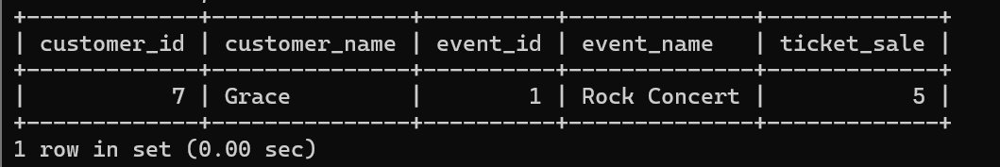 +-------------+---------------+----------+--------------+-------------+
| customer_id | customer_name | event_id | event_name   | ticket_sale |
+-------------+---------------+----------+--------------+-------------+
|           7 | Grace         |        1 | Rock Concert |           5 |
+-------------+---------------+----------+--------------+-------------+
1 row in set (0.00 sec)